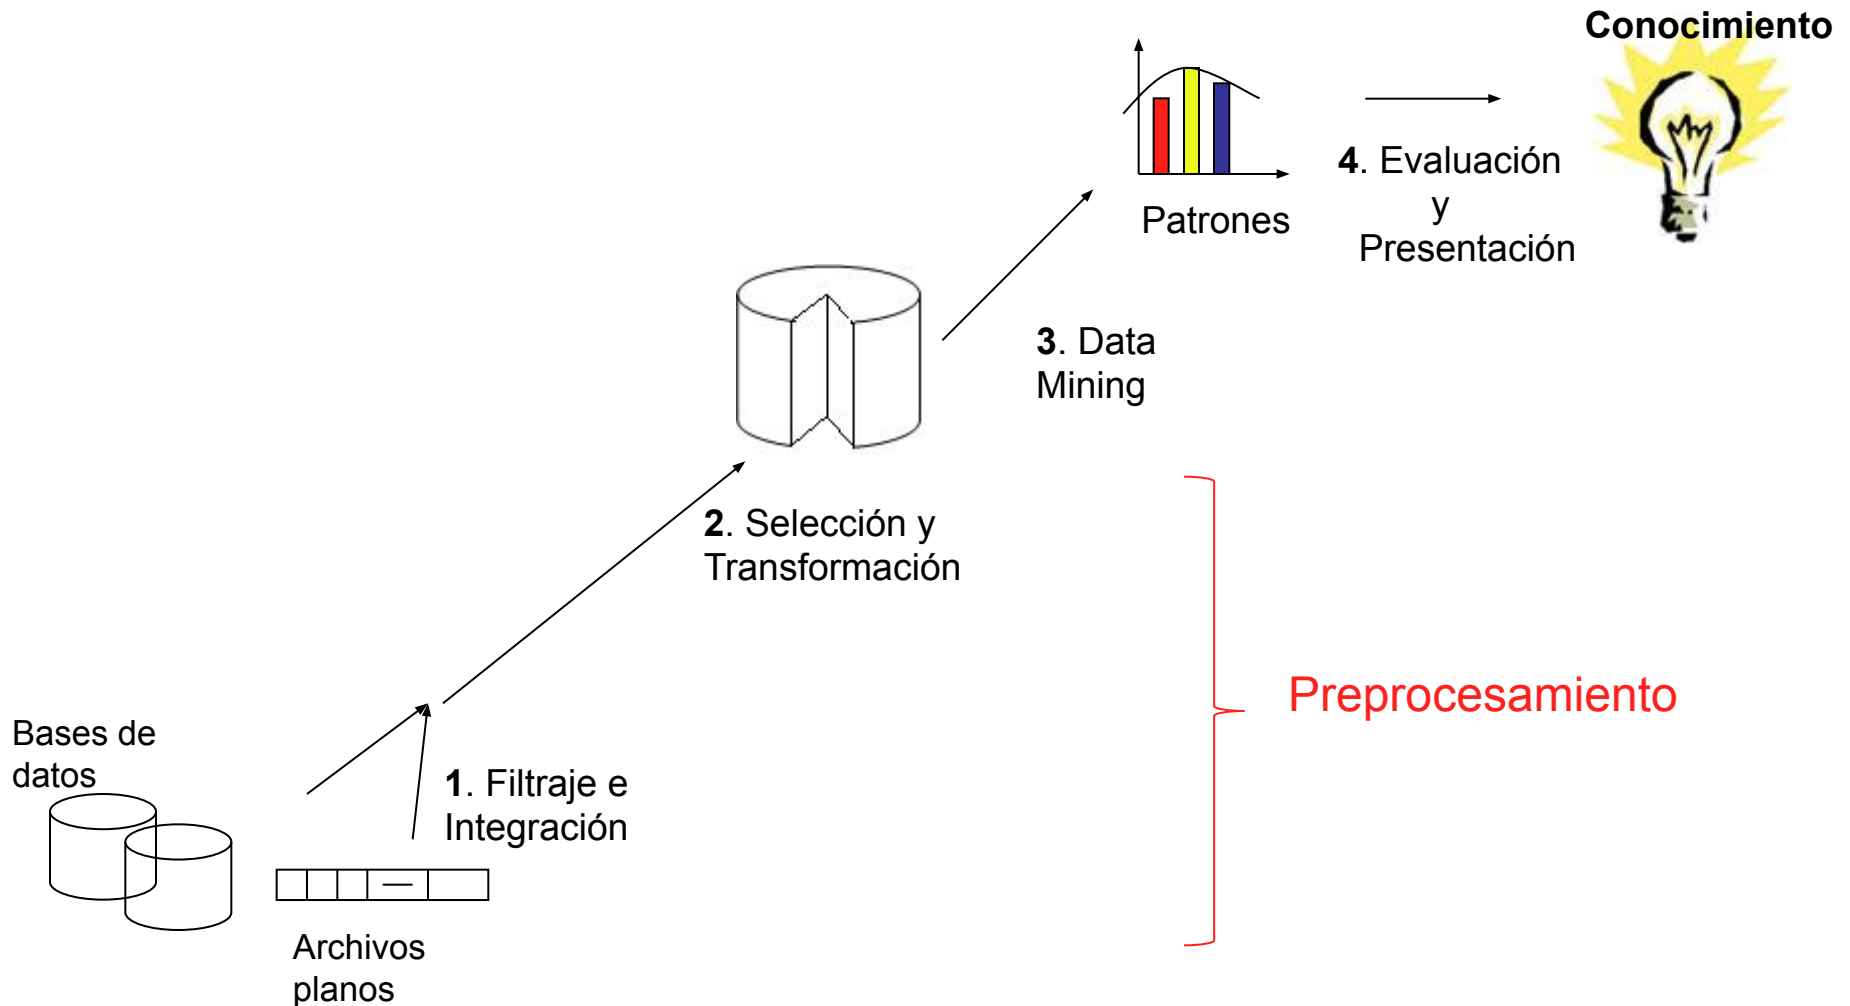 Conocimiento
4. Evaluación
y
Presentación
Patrones
3. Data
Mining
2. Selección y
Transformación
Preprocesamiento
Bases de
datos
1. Filtraje e
Integración
Archivos
planos